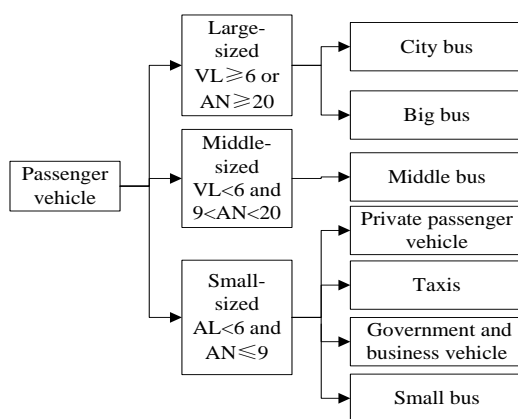 Passenger
vehicle
Large-
sized
VL≥6 or
AN≥20
Middle-
sized
VL<6 and
9<AN<20
Small-
sized
AL<6 and
AN≤9
City bus
Big bus
Middle bus
Private passenger
vehicle
Taxis
Government and
business vehicle
Small bus